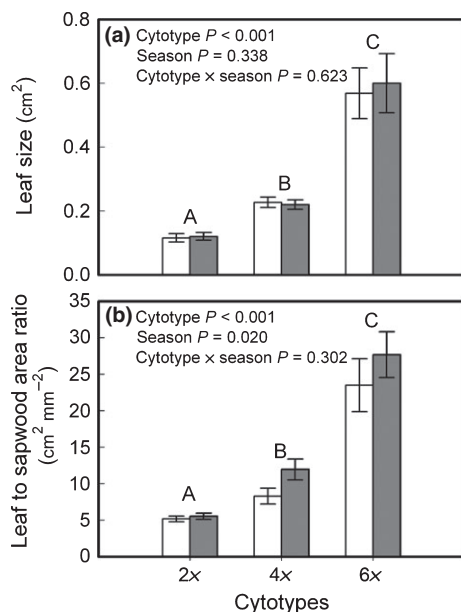 (a) Cytotype P < 0.001
Season P = 0.338
Cytotype × season P = 0.623
Leaf size (cm²)
0.8
0.6
0.4
0.2
0.0
A
B
C
(b) Cytotype P < 0.001
Season P = 0.020
Cytotype × season P = 0.302
Leaf to sapwood area ratio
(cm² mm⁻²)
35
30
25
20
15
10
5
0
A
B
C
2x 4x 6x
Cytotypes